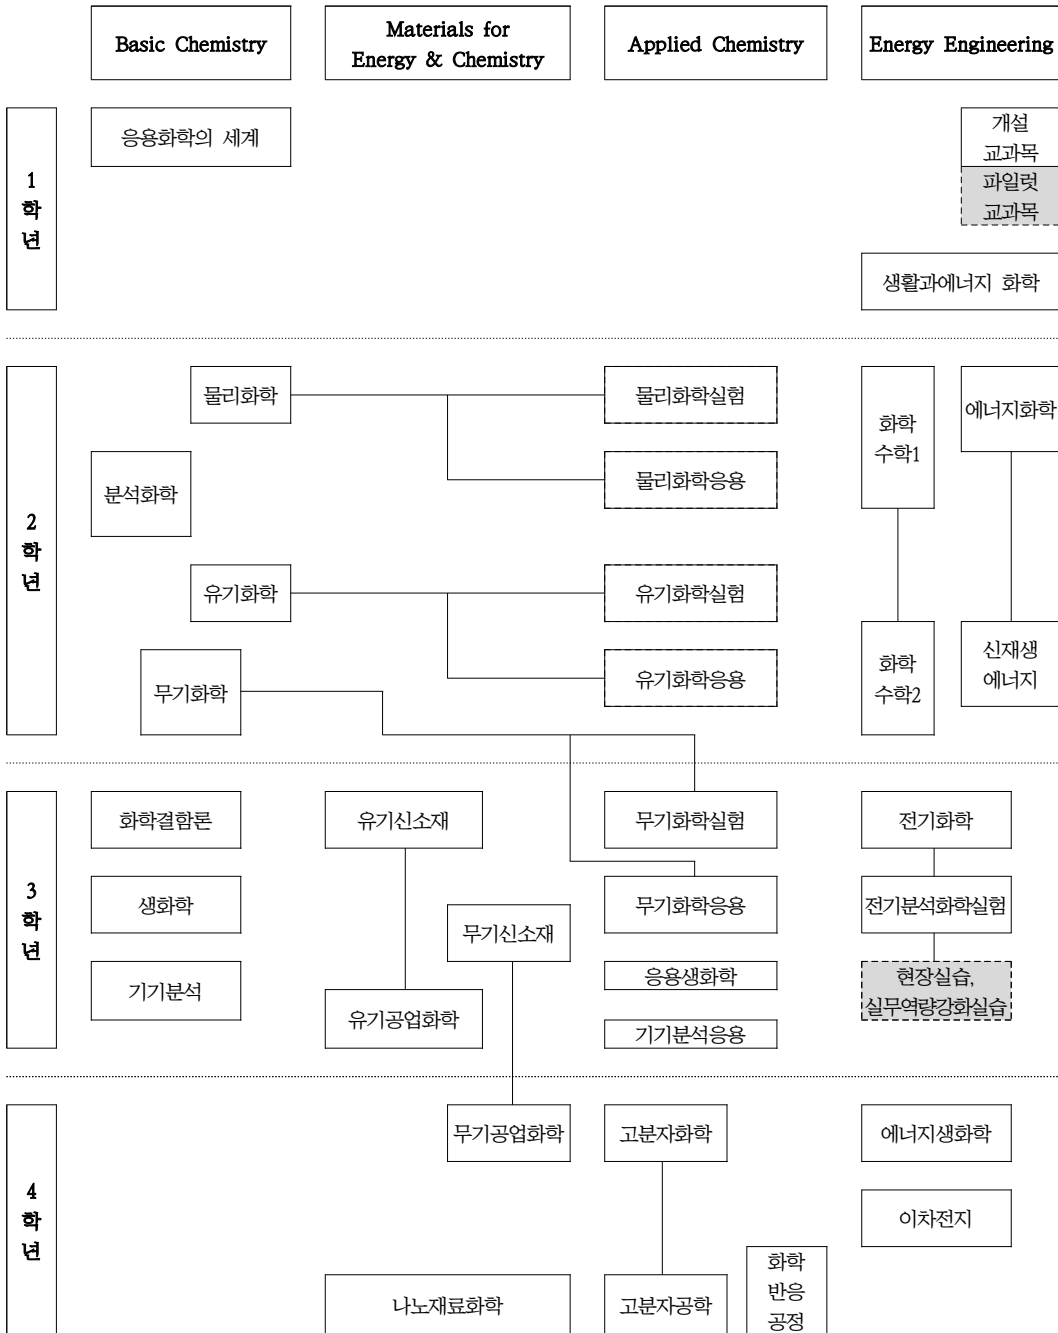 Basic Chemistry
Materials for
Energy & Chemistry
Applied Chemistry
Energy Engineering
1
학
년
응용화학의 세계
개설
교과목
파일럿
교과목
생활과에너지 화학
2
학
년
물리화학
물리화학실험
화학
수학1
에너지화학
분석화학
물리화학응용
유기화학
유기화학실험
무기화학
유기화학응용
화학
수학2
신재생
에너지
3
학
년
화학결합론
유기신소재
무기화학실험
전기화학
생화학
무기신소재
무기화학응용
전기분석화학실험
기기분석
유기공업화학
응용생화학
현장실습,
실무역량강화실습
기기분석응용
4
학
년
무기공업화학
고분자화학
에너지생화학
이차전지
나노재료화학
고분자공학
화학
반응
공정